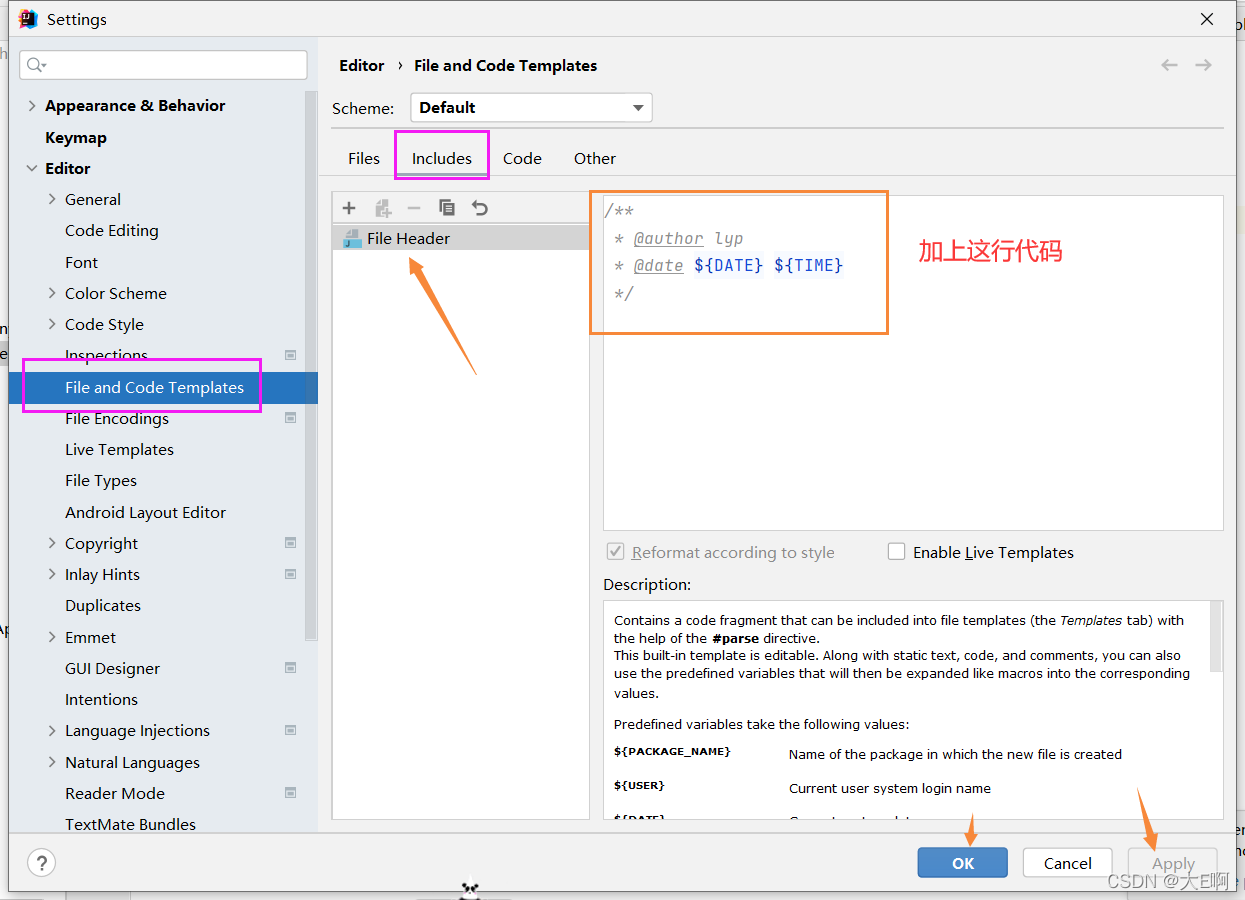 Settings
Editor › File and Code Templates
Scheme: Default
Files Includes Code Other
Appearance & Behavior
Keymap
Editor
General
Code Editing
Font
Color Scheme
Code Style
Inspections
File and Code Templates
File Encodings
Live Templates
File Types
Android Layout Editor
Copyright
Inlay Hints
Duplicates
Emmet
GUI Designer
Intentions
Language Injections
Natural Languages
Reader Mode
TextMate Bundles
File Header
/**
* @author lyp
* @date ${DATE} ${TIME}
*/
加上这行代码
Reformat according to style
Enable Live Templates
Description:
Contains a code fragment that can be included into file templates (the Templates tab) with
the help of the #parse directive.
This built-in template is editable. Along with static text, code, and comments, you can also
use the predefined variables that will then be expanded like macros into the corresponding
values.
Predefined variables take the following values:
${PACKAGE_NAME} Name of the package in which the new file is created
${USER} Current user system login name
${DATE}
?
OK
Cancel
Apply
CSDN @大E啊